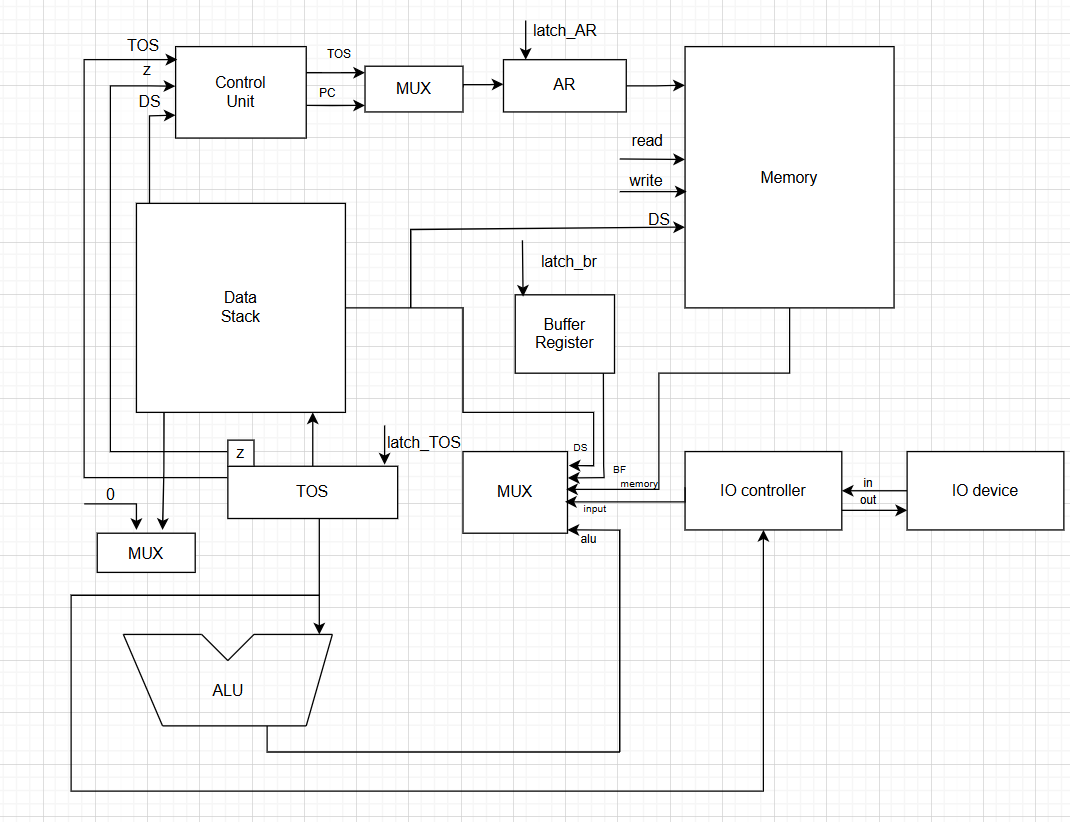 latch_AR
TOS
TOS
z
Control
Unit
PC
MUX
AR
DS
read
Memory
write
DS
latch_br
Data
Stack
Buffer
Register
latch_TOS
DS
z
BF
memory
TOS
MUX
IO controller
in
out
IO device
0
input
alu
MUX
ALU